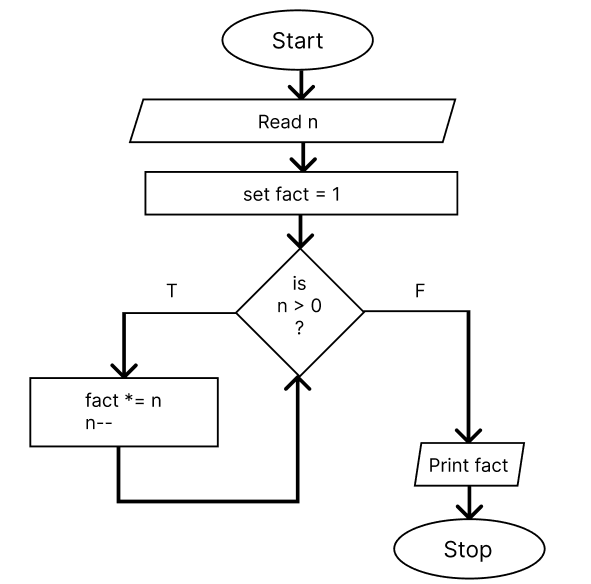 Start
Read n
set fact = 1
is
n > 0
?
T
F
fact *= n
n--
Print fact
Stop